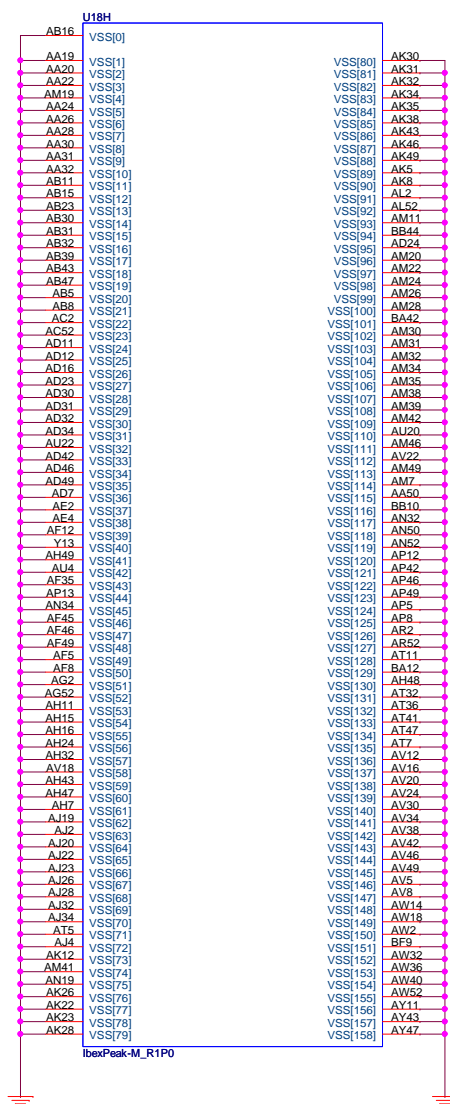 U18H
AB16 VSS[0]
AA19 VSS[1]
AA20 VSS[2]
AA22 VSS[3]
AM19 VSS[4]
AA24 VSS[5]
AA26 VSS[6]
AA28 VSS[7]
AA30 VSS[8]
AA31 VSS[9]
AA32 VSS[10]
AB11 VSS[11]
AB15 VSS[12]
AB23 VSS[13]
AB30 VSS[14]
AB31 VSS[15]
AB32 VSS[16]
AB39 VSS[17]
AB43 VSS[18]
AB47 VSS[19]
AB5 VSS[20]
AB8 VSS[21]
AC2 VSS[22]
AC52 VSS[23]
AD11 VSS[24]
AD12 VSS[25]
AD16 VSS[26]
AD23 VSS[27]
AD30 VSS[28]
AD31 VSS[29]
AD32 VSS[30]
AD34 VSS[31]
AU22 VSS[32]
AD42 VSS[33]
AD46 VSS[34]
AD49 VSS[35]
AD7 VSS[36]
AE2 VSS[37]
AE4 VSS[38]
AF12 VSS[39]
Y13 VSS[40]
AH49 VSS[41]
AU4 VSS[42]
AF35 VSS[43]
AP13 VSS[44]
AN34 VSS[45]
AF45 VSS[46]
AF46 VSS[47]
AF49 VSS[48]
AF5 VSS[49]
AF8 VSS[50]
AG2 VSS[51]
AG52 VSS[52]
AH11 VSS[53]
AH15 VSS[54]
AH16 VSS[55]
AH24 VSS[56]
AH32 VSS[57]
AV18 VSS[58]
AH43 VSS[59]
AH47 VSS[60]
AH7 VSS[61]
AJ19 VSS[62]
AJ2 VSS[63]
AJ20 VSS[64]
AJ22 VSS[65]
AJ23 VSS[66]
AJ26 VSS[67]
AJ28 VSS[68]
AJ32 VSS[69]
AJ34 VSS[70]
AT5 VSS[71]
AJ4 VSS[72]
AK12 VSS[73]
AM41 VSS[74]
AN19 VSS[75]
AK26 VSS[76]
AK22 VSS[77]
AK23 VSS[78]
AK28 VSS[79]
VSS[80] AK30
VSS[81] AK31
VSS[82] AK32
VSS[83] AK34
VSS[84] AK35
VSS[85] AK38
VSS[86] AK43
VSS[87] AK46
VSS[88] AK49
VSS[89] AK5
VSS[90] AK8
VSS[91] AL2
VSS[92] AL52
VSS[93] AM11
VSS[94] BB44
VSS[95] AD24
VSS[96] AM20
VSS[97] AM22
VSS[98] AM24
VSS[99] AM26
VSS[100] AM28
VSS[101] BA42
VSS[102] AM30
VSS[103] AM31
VSS[104] AM32
VSS[105] AM34
VSS[106] AM35
VSS[107] AM38
VSS[108] AM39
VSS[109] AM42
VSS[110] AU20
VSS[111] AM46
VSS[112] AV22
VSS[113] AM49
VSS[114] AM7
VSS[115] AA50
VSS[116] BB10
VSS[117] AN32
VSS[118] AN50
VSS[119] AN52
VSS[120] AP12
VSS[121] AP42
VSS[122] AP46
VSS[123] AP49
VSS[124] AP5
VSS[125] AP8
VSS[126] AR2
VSS[127] AR52
VSS[128] AT11
VSS[129] BA12
VSS[130] AH48
VSS[131] AT32
VSS[132] AT36
VSS[133] AT41
VSS[134] AT47
VSS[135] AT7
VSS[136] AV12
VSS[137] AV16
VSS[138] AV20
VSS[139] AV24
VSS[140] AV30
VSS[141] AV34
VSS[142] AV38
VSS[143] AV42
VSS[144] AV46
VSS[145] AV49
VSS[146] AV5
VSS[147] AV8
VSS[148] AW14
VSS[149] AW18
VSS[150] AW2
VSS[151] BF9
VSS[152] AW32
VSS[153] AW36
VSS[154] AW40
VSS[155] AW52
VSS[156] AY11
VSS[157] AY43
VSS[158] AY47
IbexPeak-M_R1P0